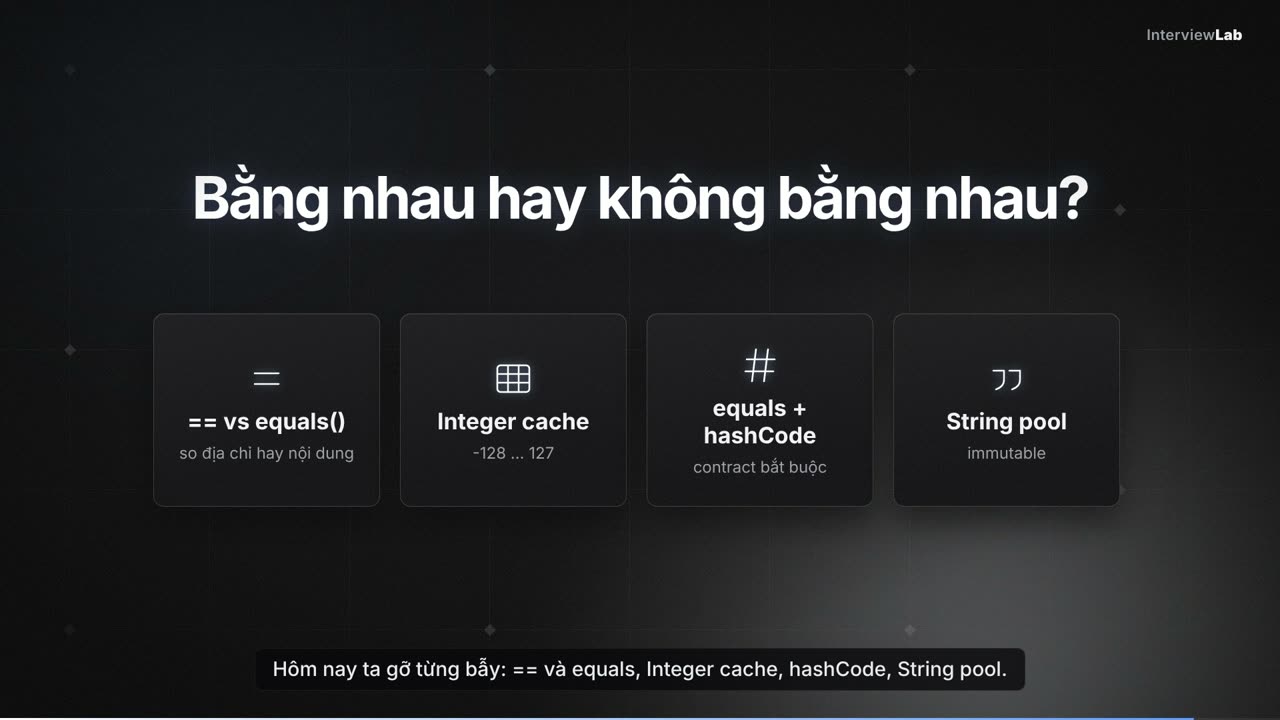 InterviewLab
Bằng nhau hay không bằng nhau?
== vs equals()
so địa chỉ hay nội dung
Integer cache
-128 ... 127
equals +
hashCode
contract bắt buộc
String pool
immutable
Hôm nay ta gỡ từng bẫy: == và equals, Integer cache, hashCode, String pool.